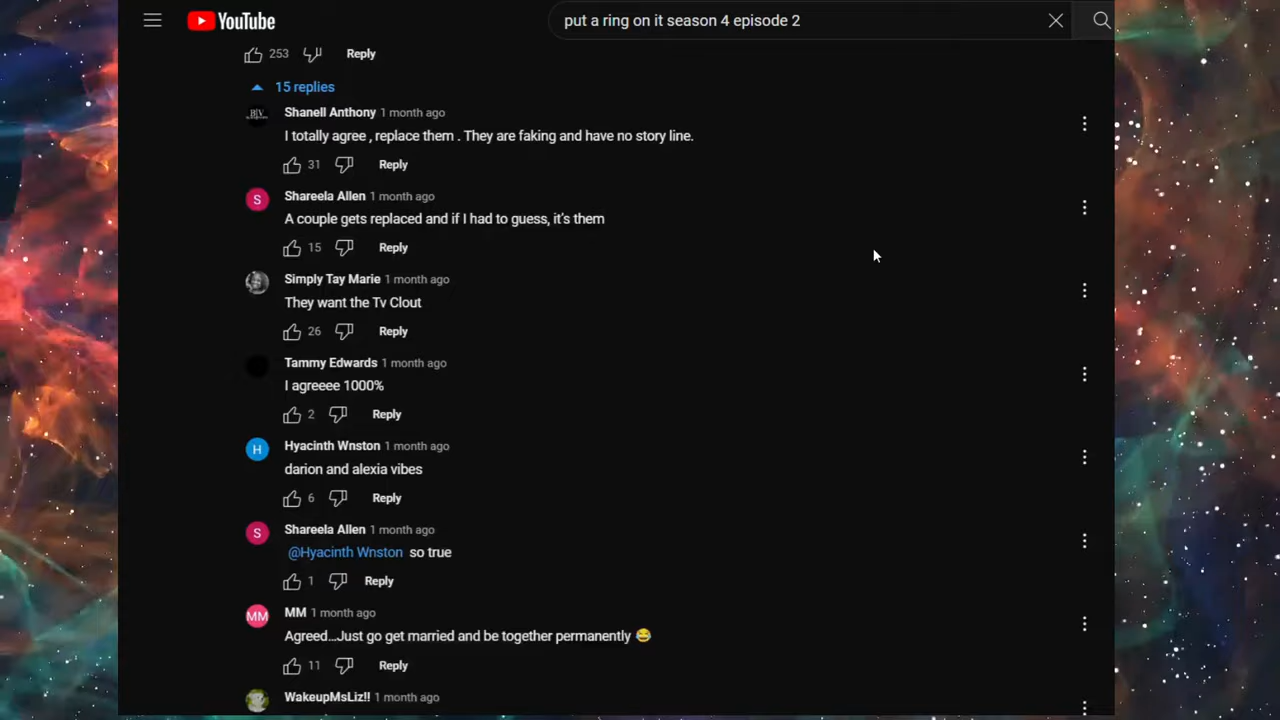 YouTube
put a ring on it season 4 episode 2
253 Reply
15 replies
Shanell Anthony 1 month ago
I totally agree , replace them . They are faking and have no story line.
31 Reply
S
Shareela Allen 1 month ago
A couple gets replaced and if I had to guess, it's them
15 Reply
Simply Tay Marie 1 month ago
They want the Tv Clout
26 Reply
Tammy Edwards 1 month ago
I agreeee 1000%
2 Reply
H
Hyacinth Wnston 1 month ago
darion and alexia vibes
6 Reply
S
Shareela Allen 1 month ago
@Hyacinth Wnston so true
1 Reply
MM
MM 1 month ago
Agreed...Just go get married and be together permanently 😂
11 Reply
WakeupMsLiz!! 1 month ago